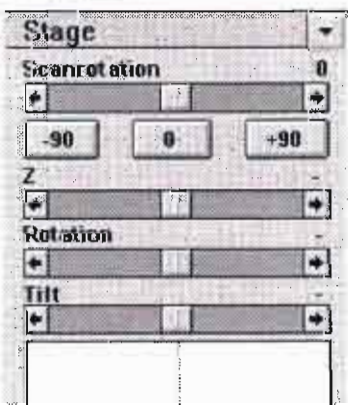 Stage
Scanrotation 0
-90 0 +90
Z -
Rotation -
Tilt -